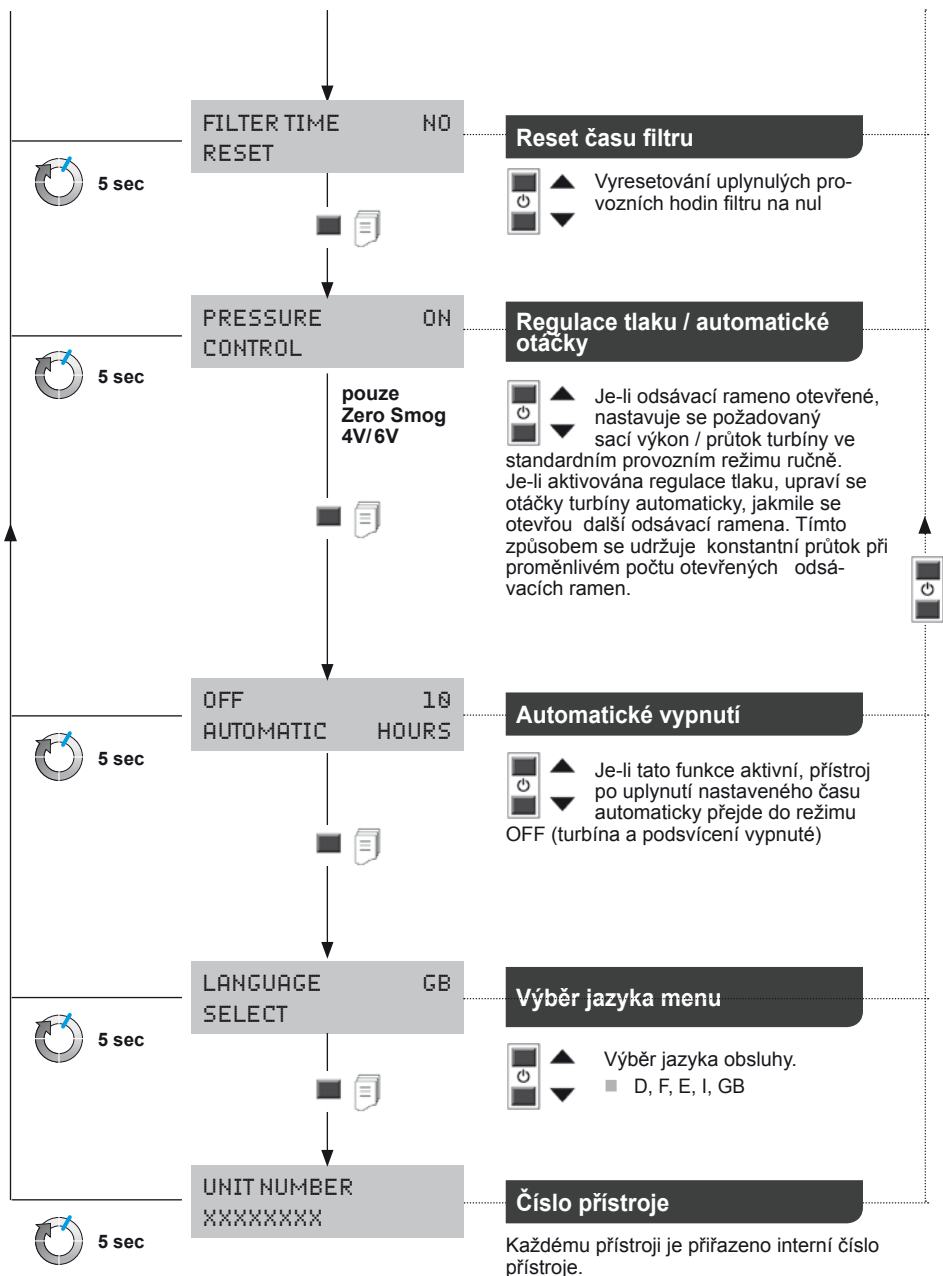 FILTER TIME NO
RESET
5 sec
Reset času filtru
Vyresetování uplynulých pro-
vozních hodin filtru na nul
PRESSURE ON
CONTROL
5 sec
pouze
Zero Smog
4V/ 6V
Regulace tlaku / automatické
otáčky
Je-li odsávací rameno otevřené,
nastavuje se požadovaný
sací výkon / průtok turbíny ve
standardním provozním režimu ručně.
Je-li aktivována regulace tlaku, upraví se
otáčky turbíny automaticky, jakmile se
otevřou další odsávací ramena. Tímto
způsobem se udržuje konstantní průtok při
proměnlivém počtu otevřených odsá-
vacích ramen.
OFF 10
AUTOMATIC HOURS
5 sec
Automatické vypnutí
Je-li tato funkce aktivní, přístroj
po uplynutí nastaveného času
automaticky přejde do režimu
OFF (turbína a podsvícení vypnuté)
LANGUAGE GB
SELECT
5 sec
Výběr jazyka menu
Výběr jazyka obsluhy.
■ D, F, E, I, GB
UNIT NUMBER
XXXXXXXX
5 sec
Číslo přístroje
Každému přístroji je přiřazeno interní číslo
přístroje.